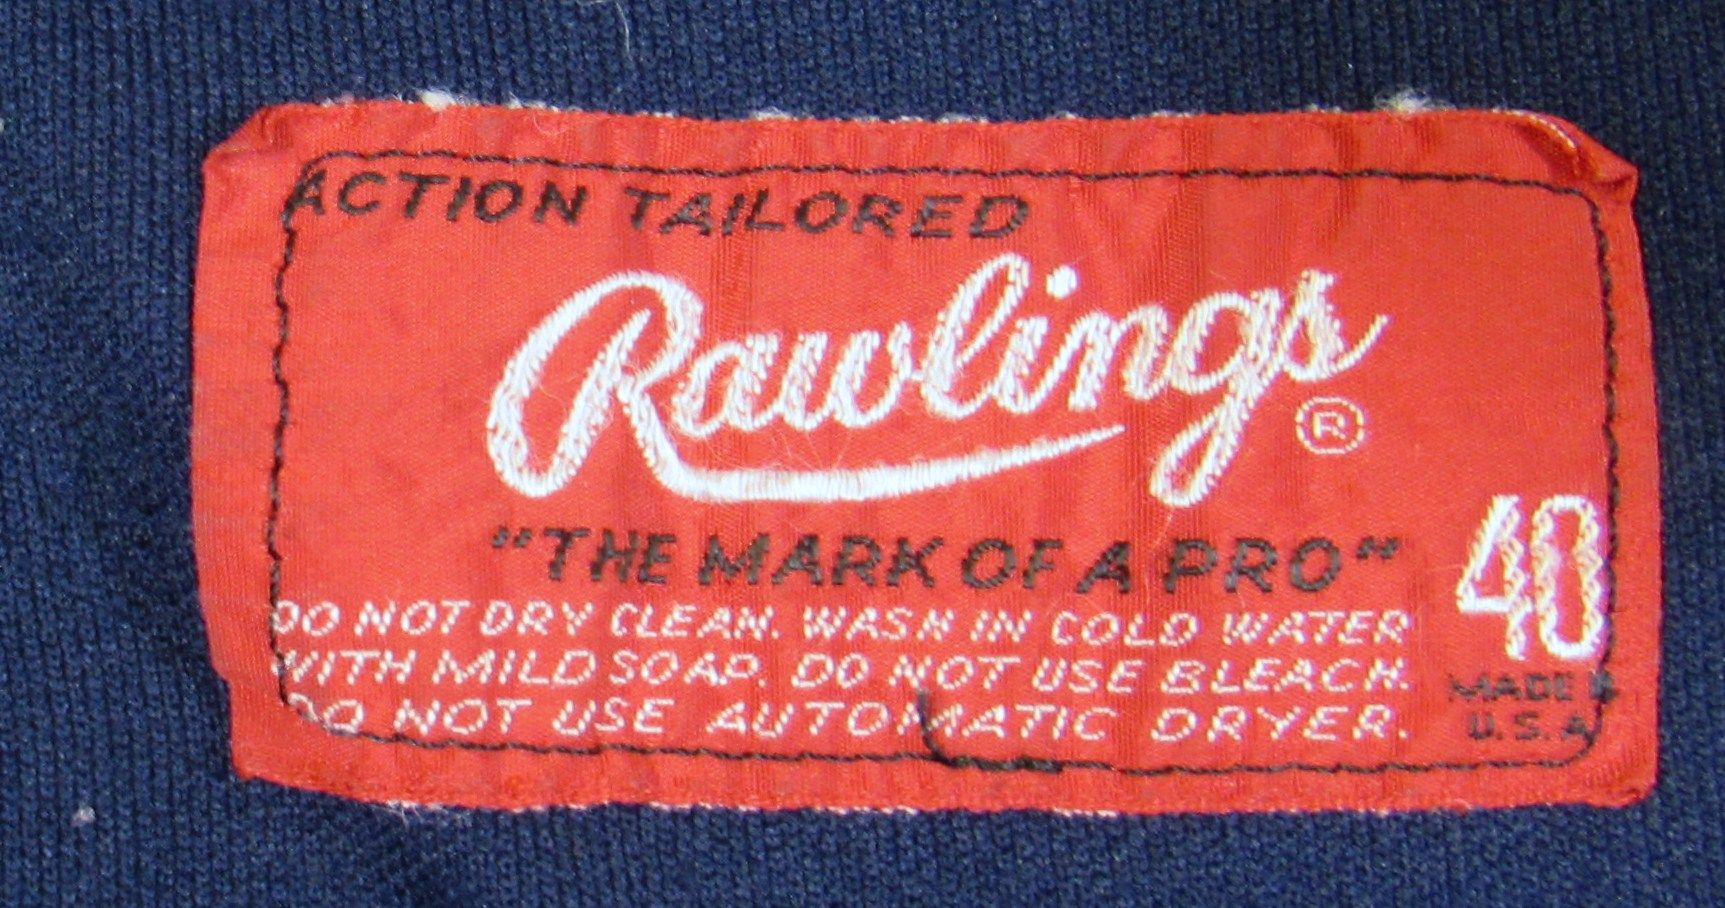 ACTION TAILORED
Rawlings ®
"THE MARK OF A PRO"
40
DO NOT DRY CLEAN. WASH IN COLD WATER
WITH MILD SOAP. DO NOT USE BLEACH.
DO NOT USE AUTOMATIC DRYER.
MADE
U.S.A